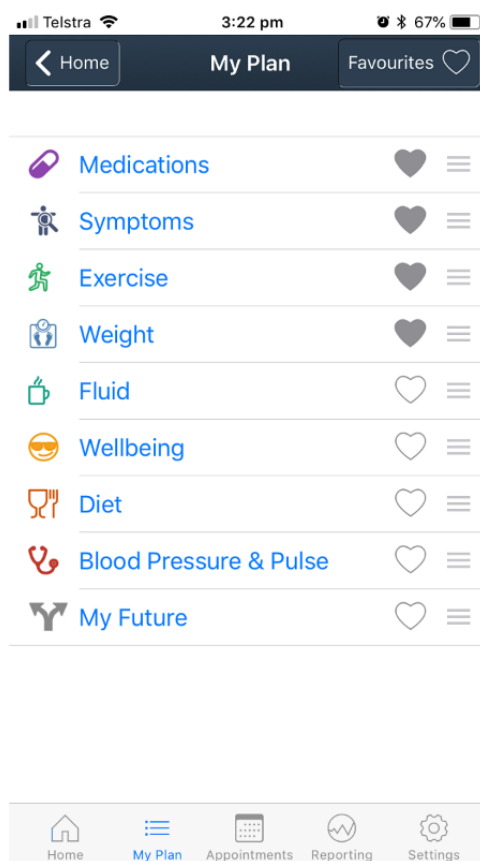 Telstra 3:22 pm 67%
Home My Plan Favourites
Medications
Symptoms
Exercise
Weight
Fluid
Wellbeing
Diet
Blood Pressure & Pulse
My Future
Home My Plan Appointments Reporting Settings